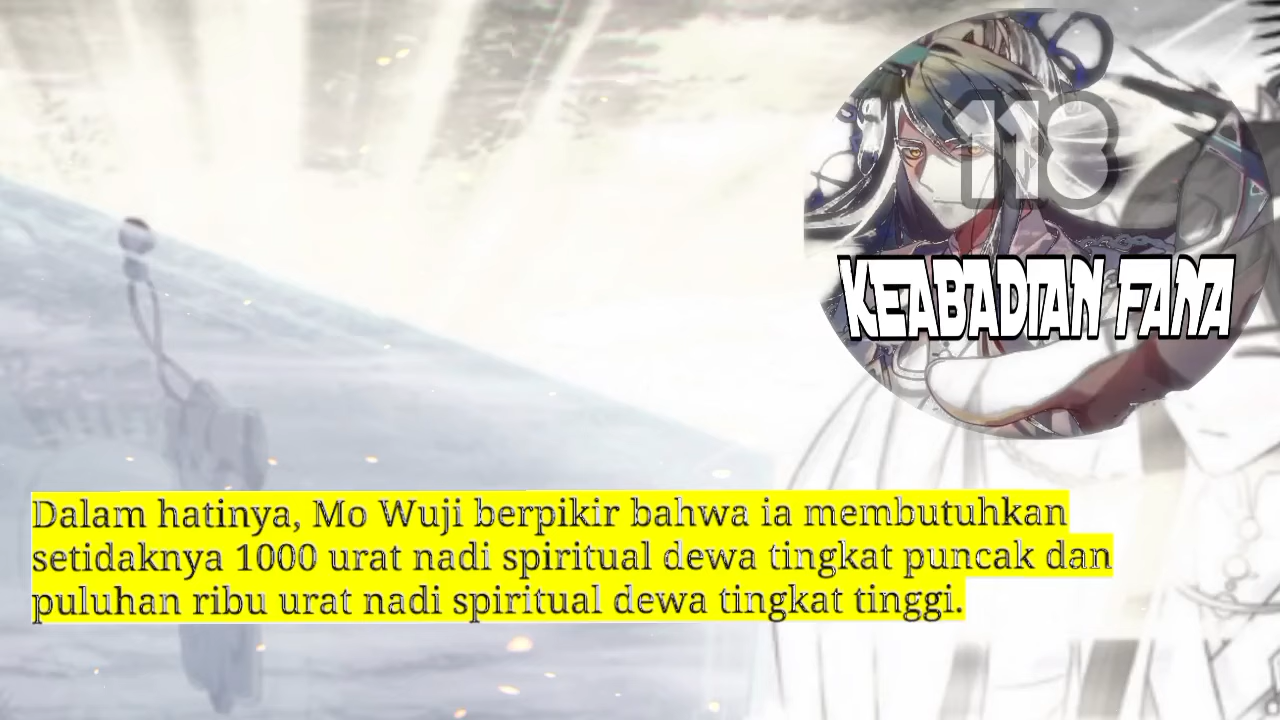 118
KEABADIAN FANA
Dalam hatinya, Mo Wuji berpikir bahwa ia membutuhkan
setidaknya 1000 urat nadi spiritual dewa tingkat puncak dan
puluhan ribu urat nadi spiritual dewa tingkat tinggi.